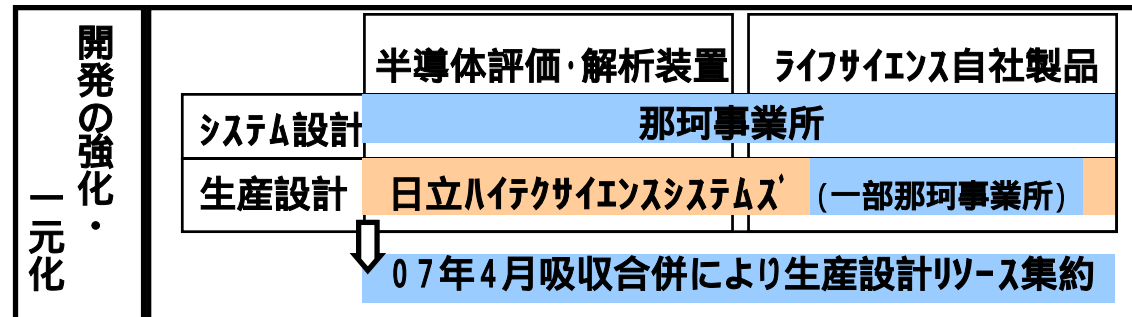 開発の強化・
一元化
半導体評価･解析装置
ﾗｲﾌｻｲｴﾝｽ自社製品
ｼｽﾃﾑ設計
那珂事業所
生産設計
日立ﾊｲﾃｸｻｲｴﾝｽｼｽﾃﾑｽﾞ
(一部那珂事業所)
07年4月吸収合併により生産設計ﾘｿｰｽ集約